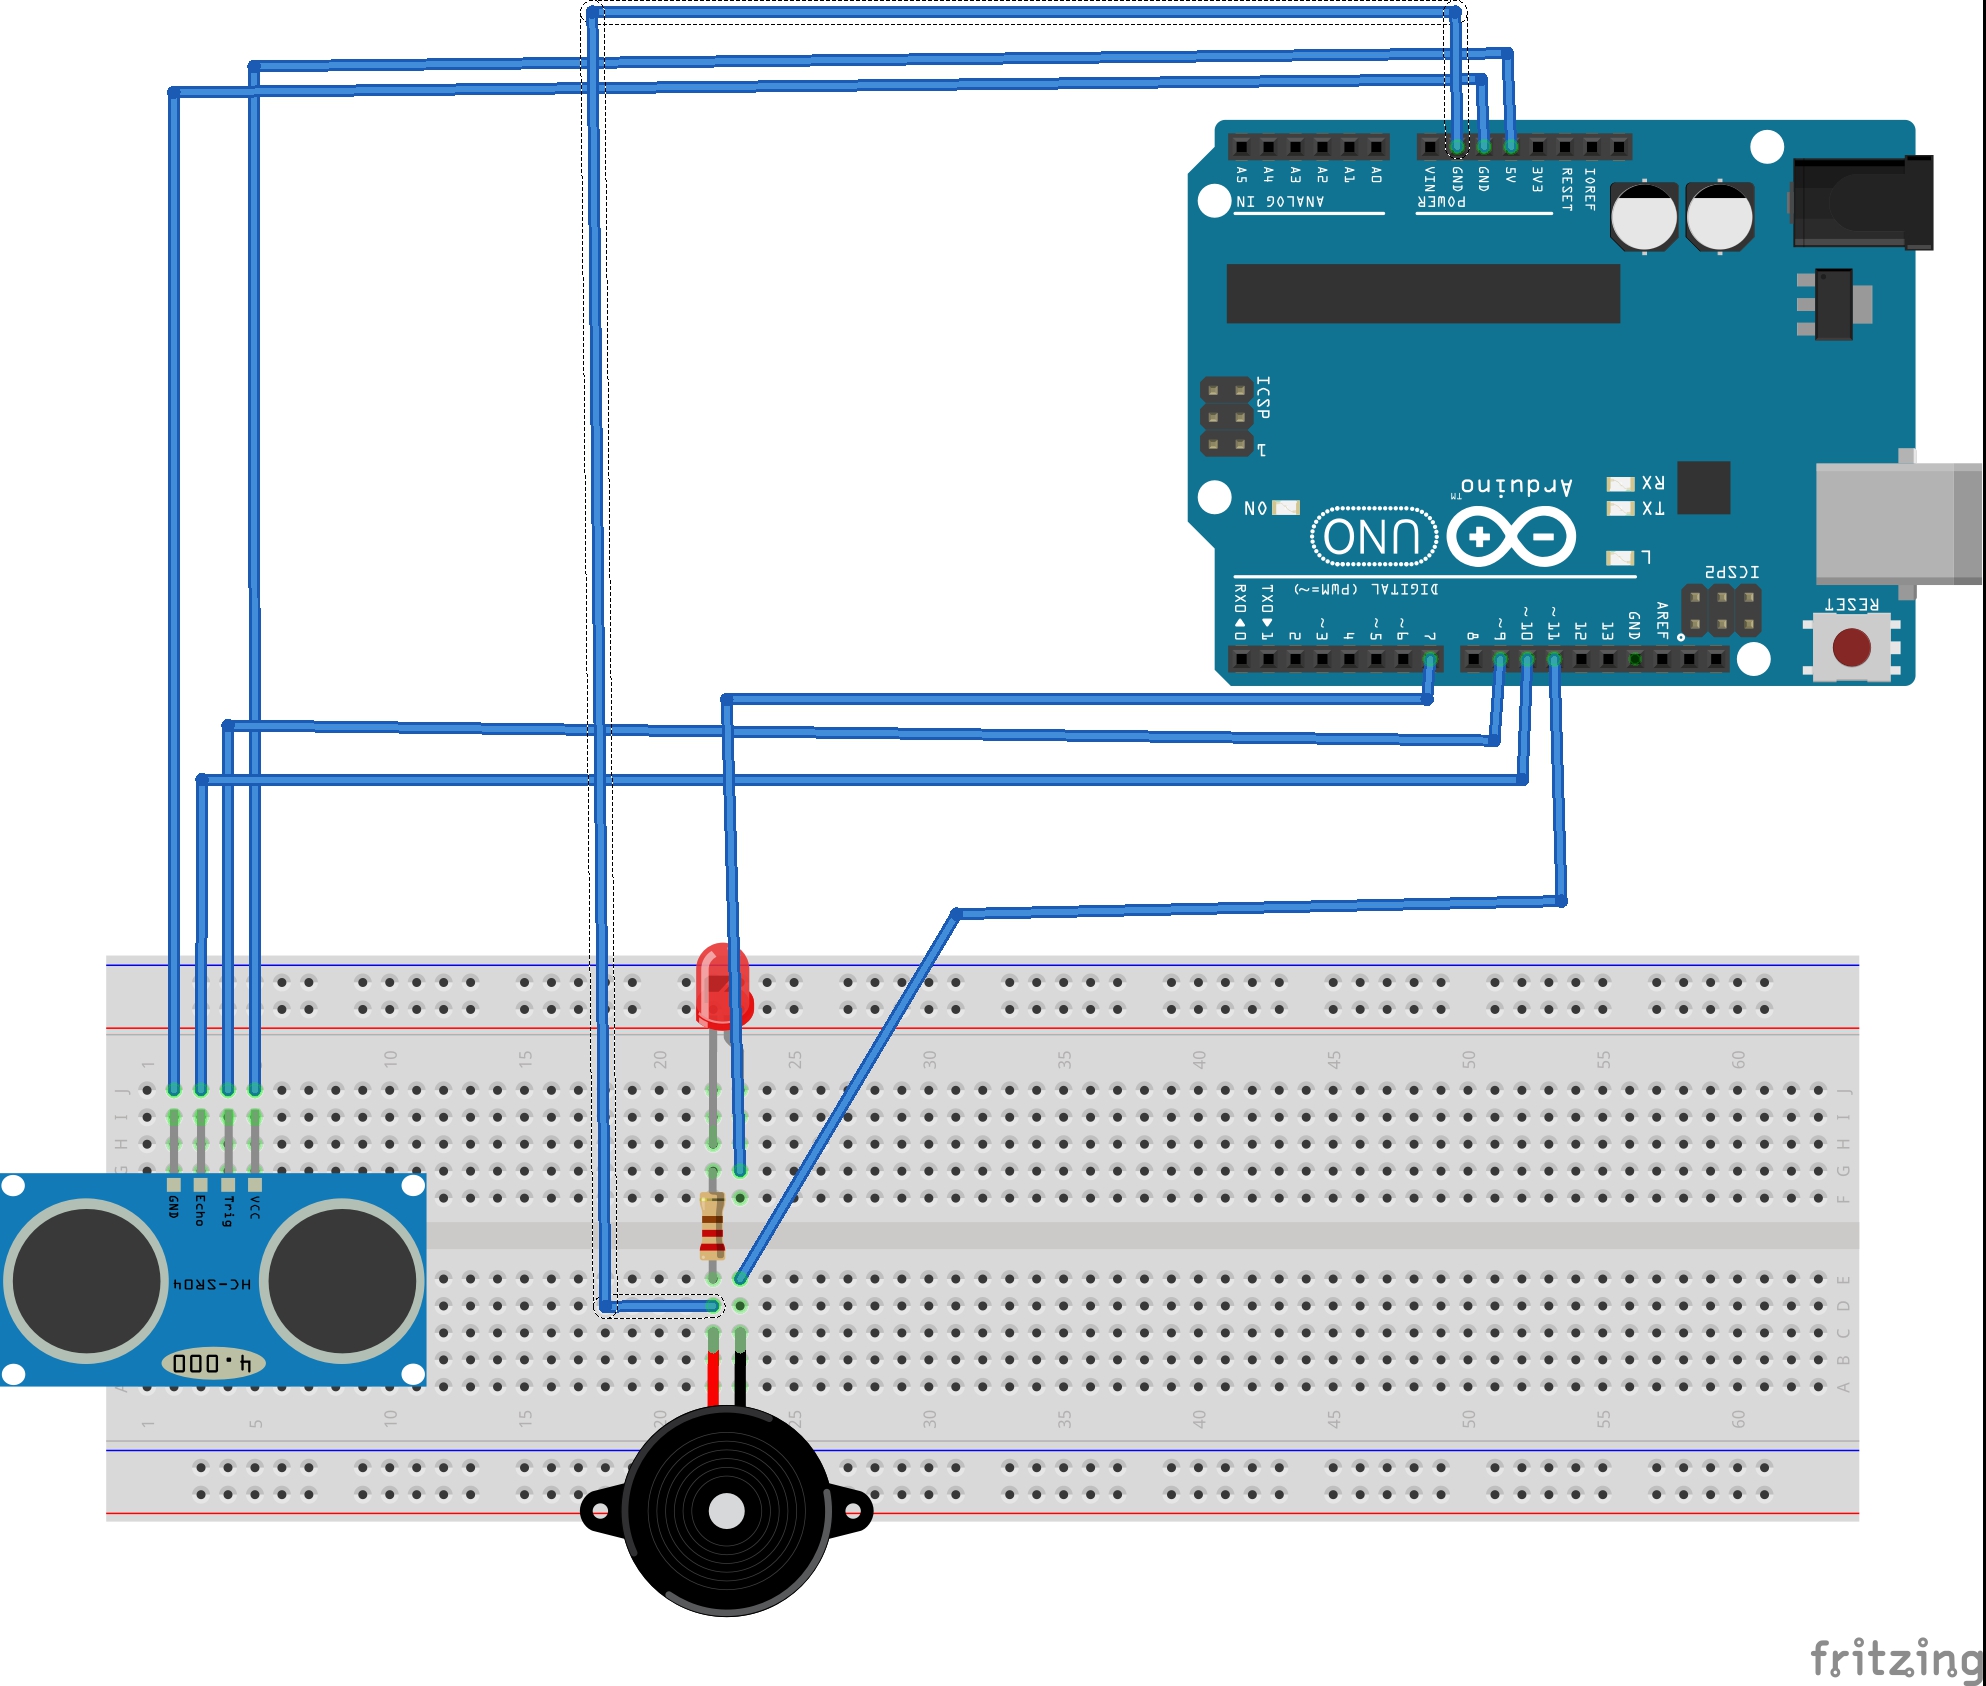 A5 A4 A3 A2 A1 A0
VIN GND GND 5V 3V3 RESET IOREF
ANALOG IN
POWER
ICSP
1
ON
UNO
Arduino™
RX
TX
L
ICSP2
DIGITAL (PWM=~)
RESET
RX0 0
TX0 1
2
~3
4
~5
~6
7
8
~9
~10
~11
12
13
GND
AREF
1 10 15 20 25 30 35 40 45 50 55 60
J J
I I
H H
G G
F F
GND Echo Trig VCC
HC-SR04
4.000
E
D
C
B
A
1 5 10 15 20 25 30 35 40 45 50 55 60
fritzing